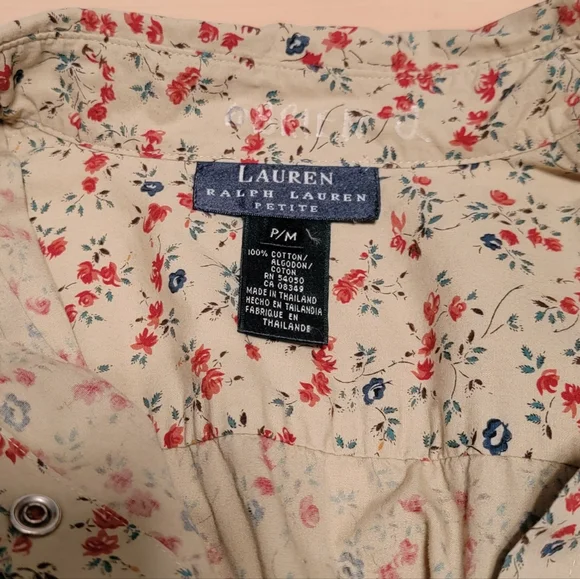 LAUREN
RALPH LAUREN
PETITE
P/M
100% COTTON/
ALGODON/
COTON
RN 54050
CA 08349
MADE IN THAILAND
HECHO EN TAILANDIA
FABRIQUE EN
THAILANDE